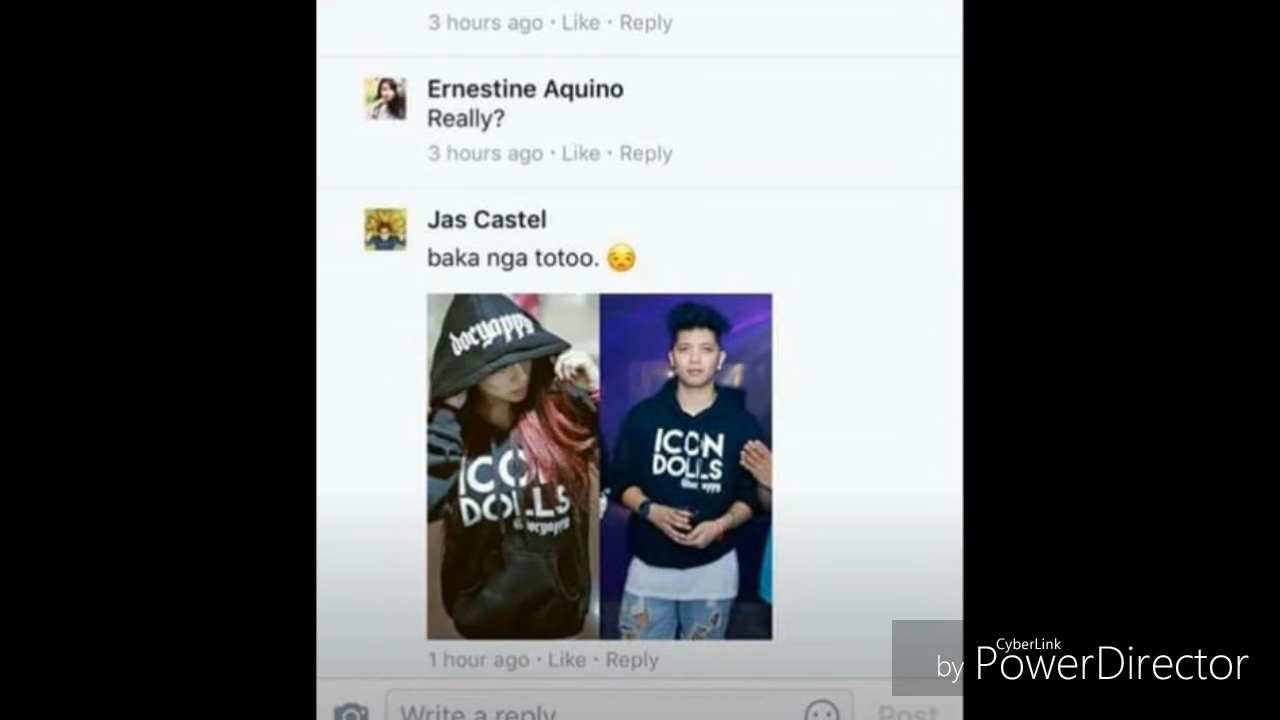 3 hours ago · Like · Reply
Ernestine Aquino
Really?
3 hours ago · Like · Reply
Jas Castel
baka nga totoo. 😒
docyapps
ICON
DOLLS
@docyapps
ICON
DOLLS
1 hour ago · Like · Reply
Write a reply
Post
CyberLink
by PowerDirector